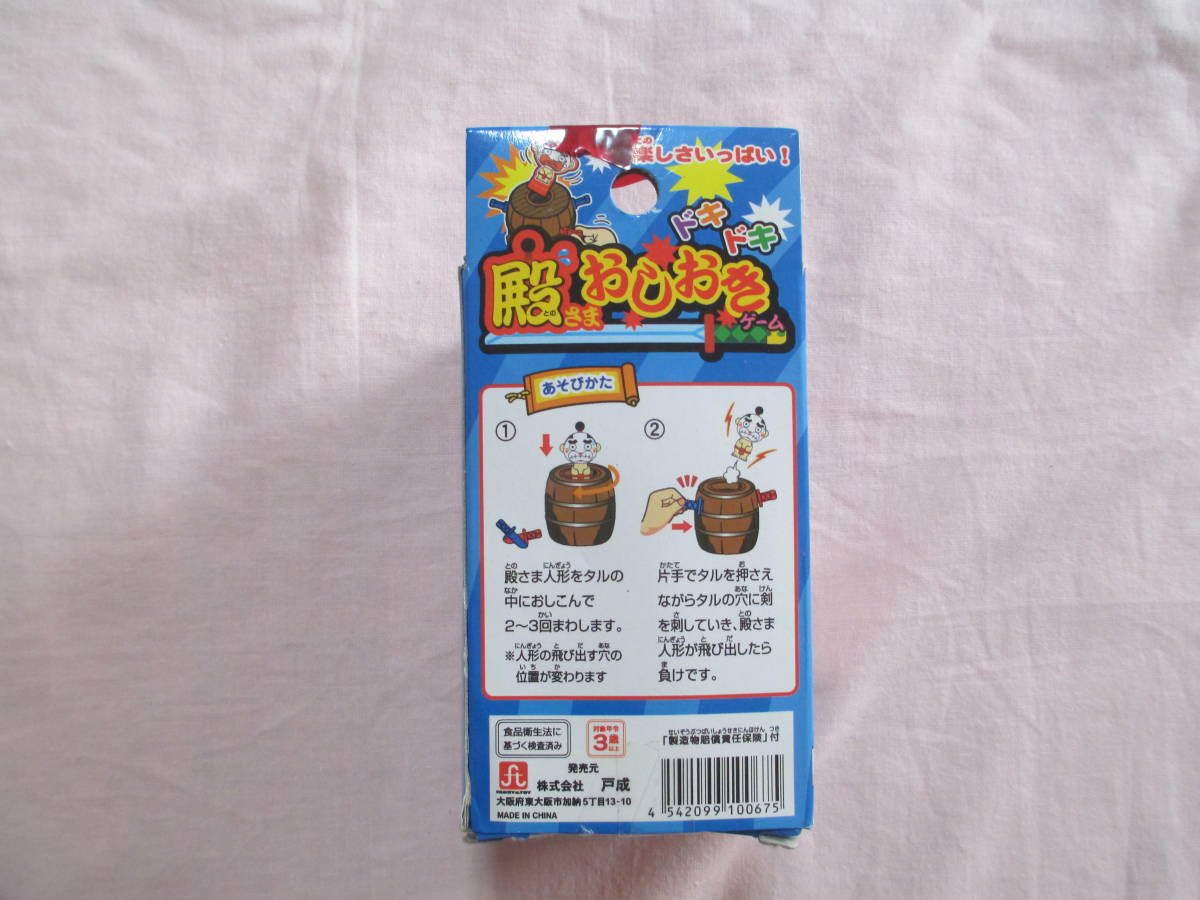 楽しさいっぱい!
ドキドキ
殿さまおしおき
ゲーム
あそびかた
①
殿さま人形をタルの
中におしこんで
2〜3回まわします。
※人形の飛び出す穴の
位置が変わります
②
片手でタルを押さえ
ながらタルの穴に剣
を刺していき、殿さま
人形が飛び出したら
負けです。
食品衛生法に
基づく検査済み
対象年令
3歳以上
「製造物賠償責任保険」付
発売元
株式会社 戸成
大阪府東大阪市加納5丁目13-10
MADE IN CHINA
4 542099 100675